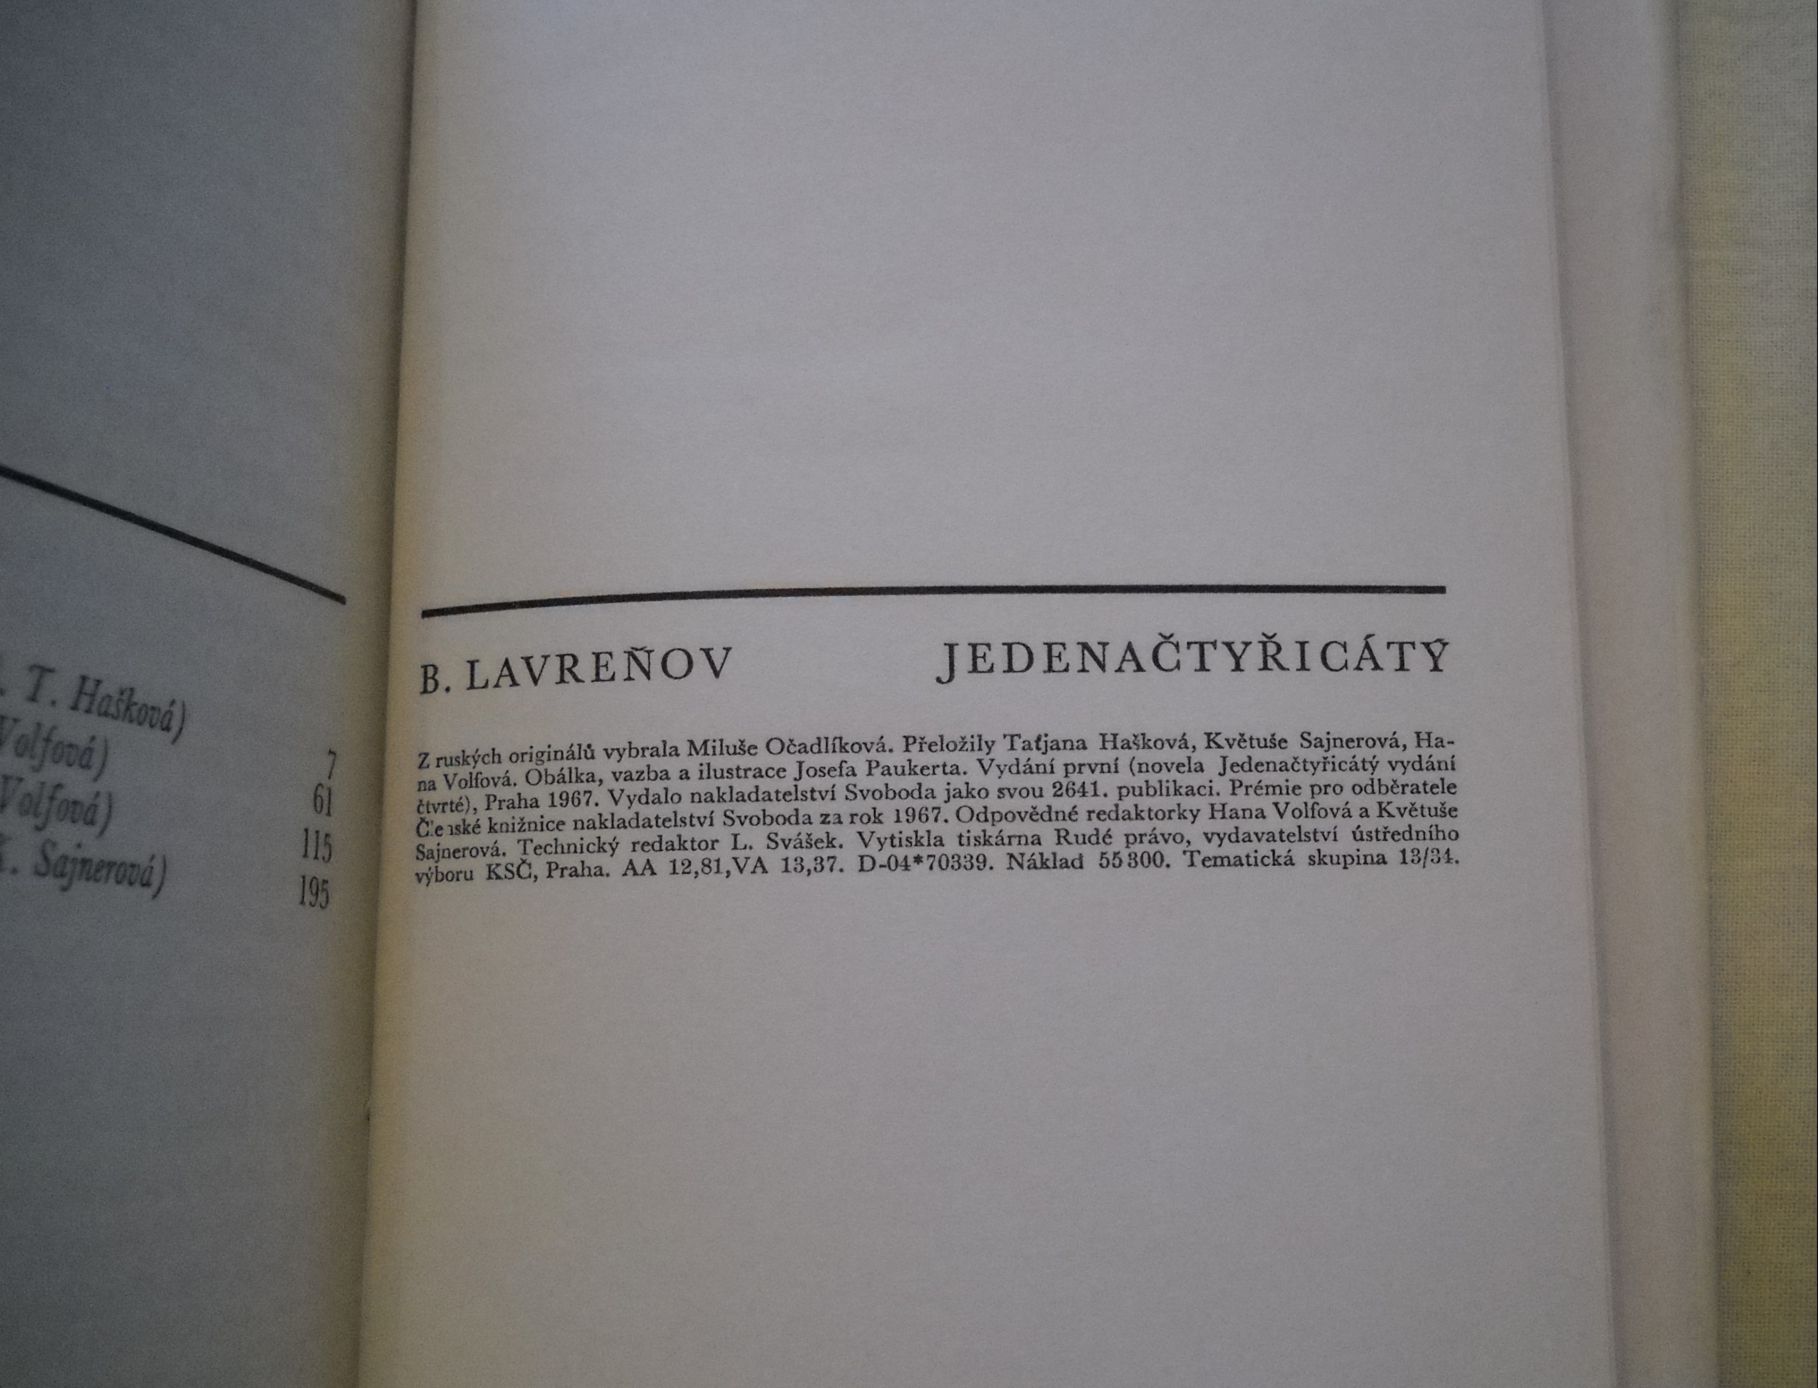 T. Hašková) 7
Volfová) 61
Volfová) 115
K. Sajnerová) 195
B. LAVREŇOV JEDENAČTYŘICÁTÝ
Z ruských originálů vybrala Miluše Očadlíková. Přeložily Taťjana Hašková, Květuše Sajnerová, Ha-
na Volfová. Obálka, vazba a ilustrace Josefa Paukerta. Vydání první (novela Jedenačtyřicátý vydání
čtvrté), Praha 1967. Vydalo nakladatelství Svoboda jako svou 2641. publikaci. Prémie pro odběratele
knižnice nakladatelství Svoboda za rok 1967. Odpovědné redaktorky Hana Volfová a Květuše
Sajnerová. Technický redaktor L. Svášek. Vytiskla tiskárna Rudé právo, vydavatelství ústředního
výboru KSČ, Praha. AA 12,81, VA 13,37. D-04*70339. Náklad 55300. Tematická skupina 13/34.